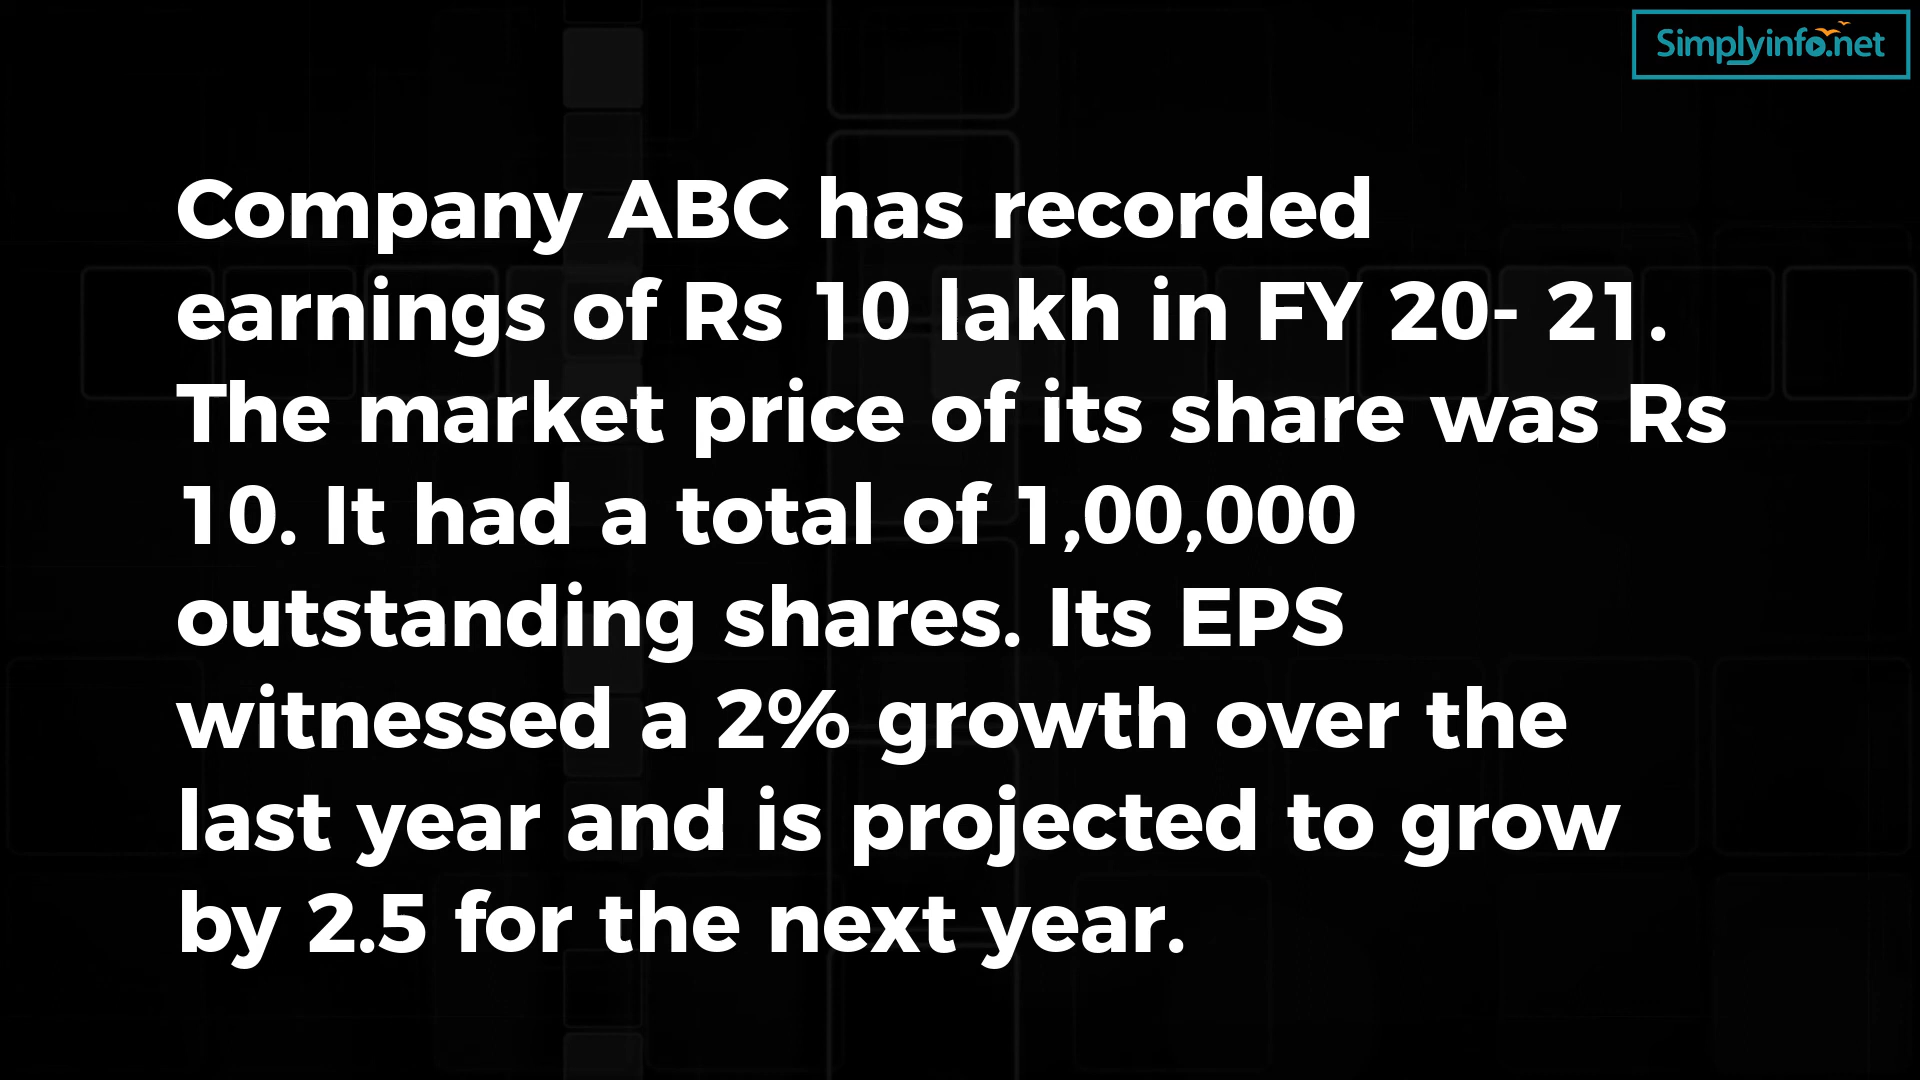 Simplyinfo.net
Company ABC has recorded
earnings of Rs 10 lakh in FY 20- 21.
The market price of its share was Rs
10. It had a total of 1,00,000
outstanding shares. Its EPS
witnessed a 2% growth over the
last year and is projected to grow
by 2.5 for the next year.